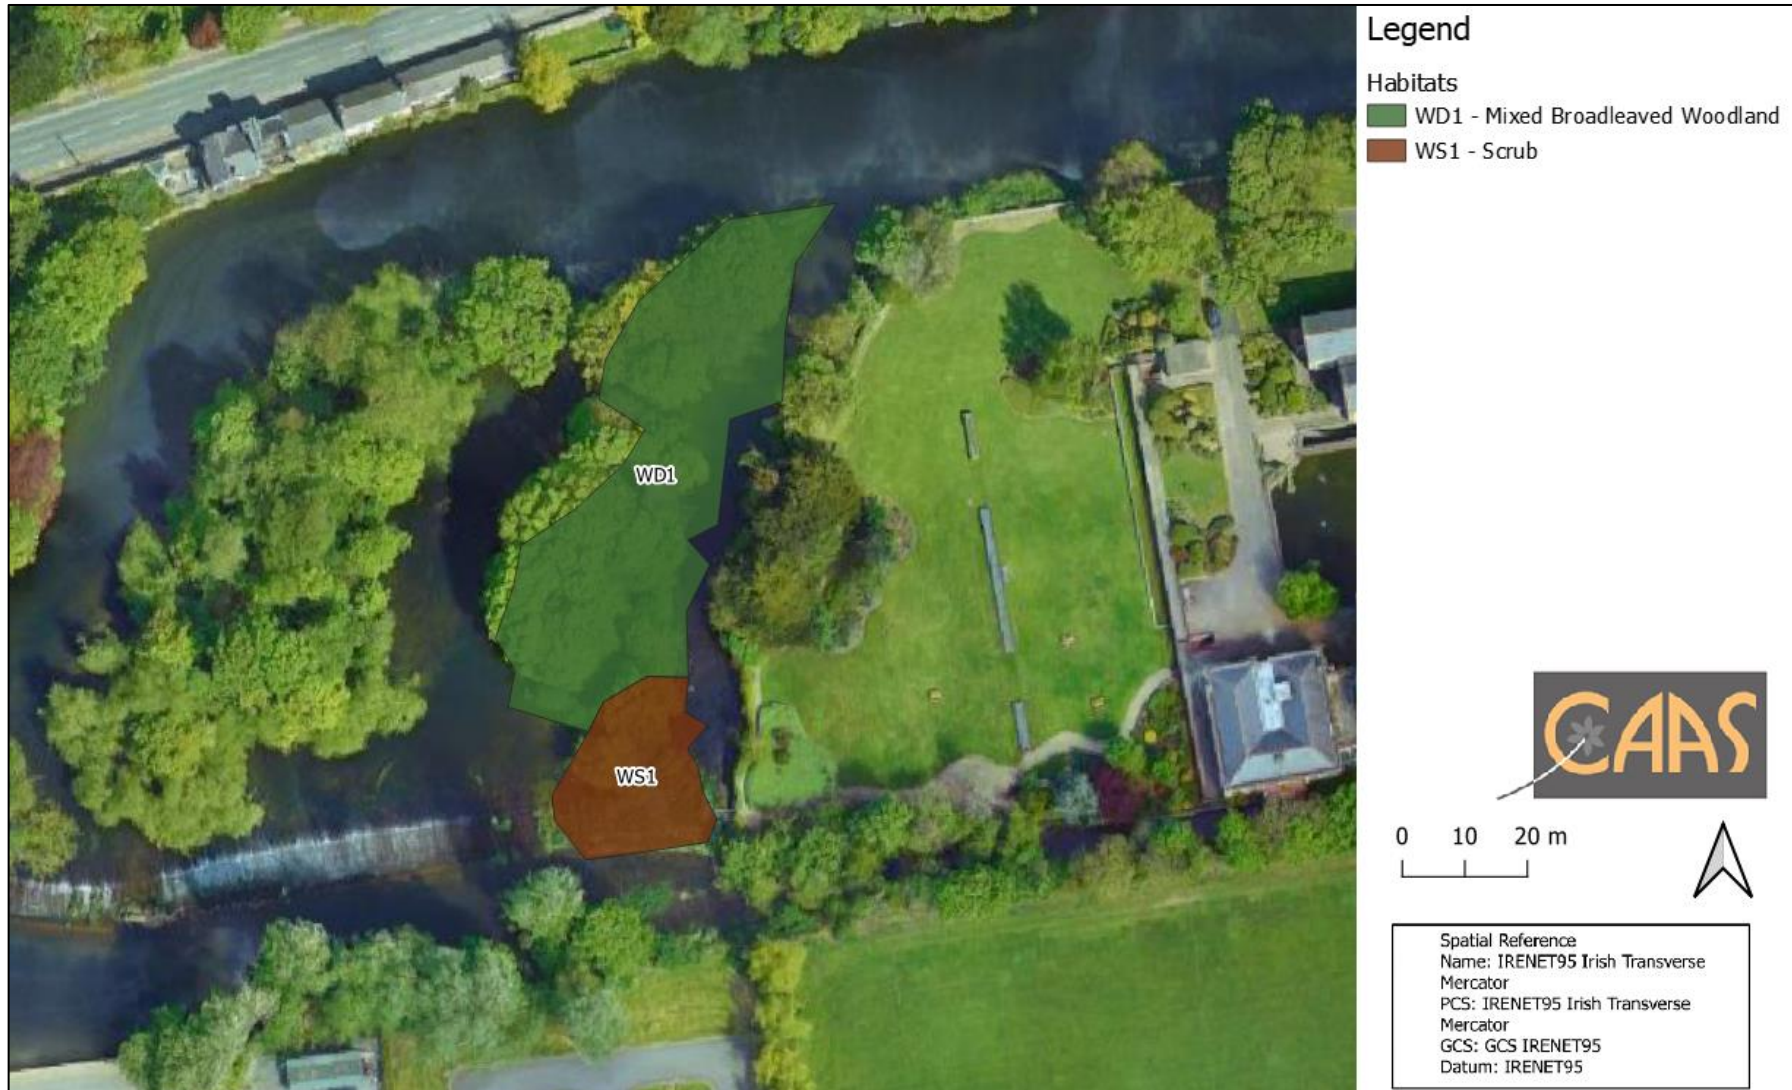 Legend
Habitats
WD1 - Mixed Broadleaved Woodland
WS1 - Scrub
WD1
WS1
CAAS
0 10 20 m
Spatial Reference
Name: IRENET95 Irish Transverse
Mercator
PCS: IRENET95 Irish Transverse
Mercator
GCS: GCS IRENET95
Datum: IRENET95